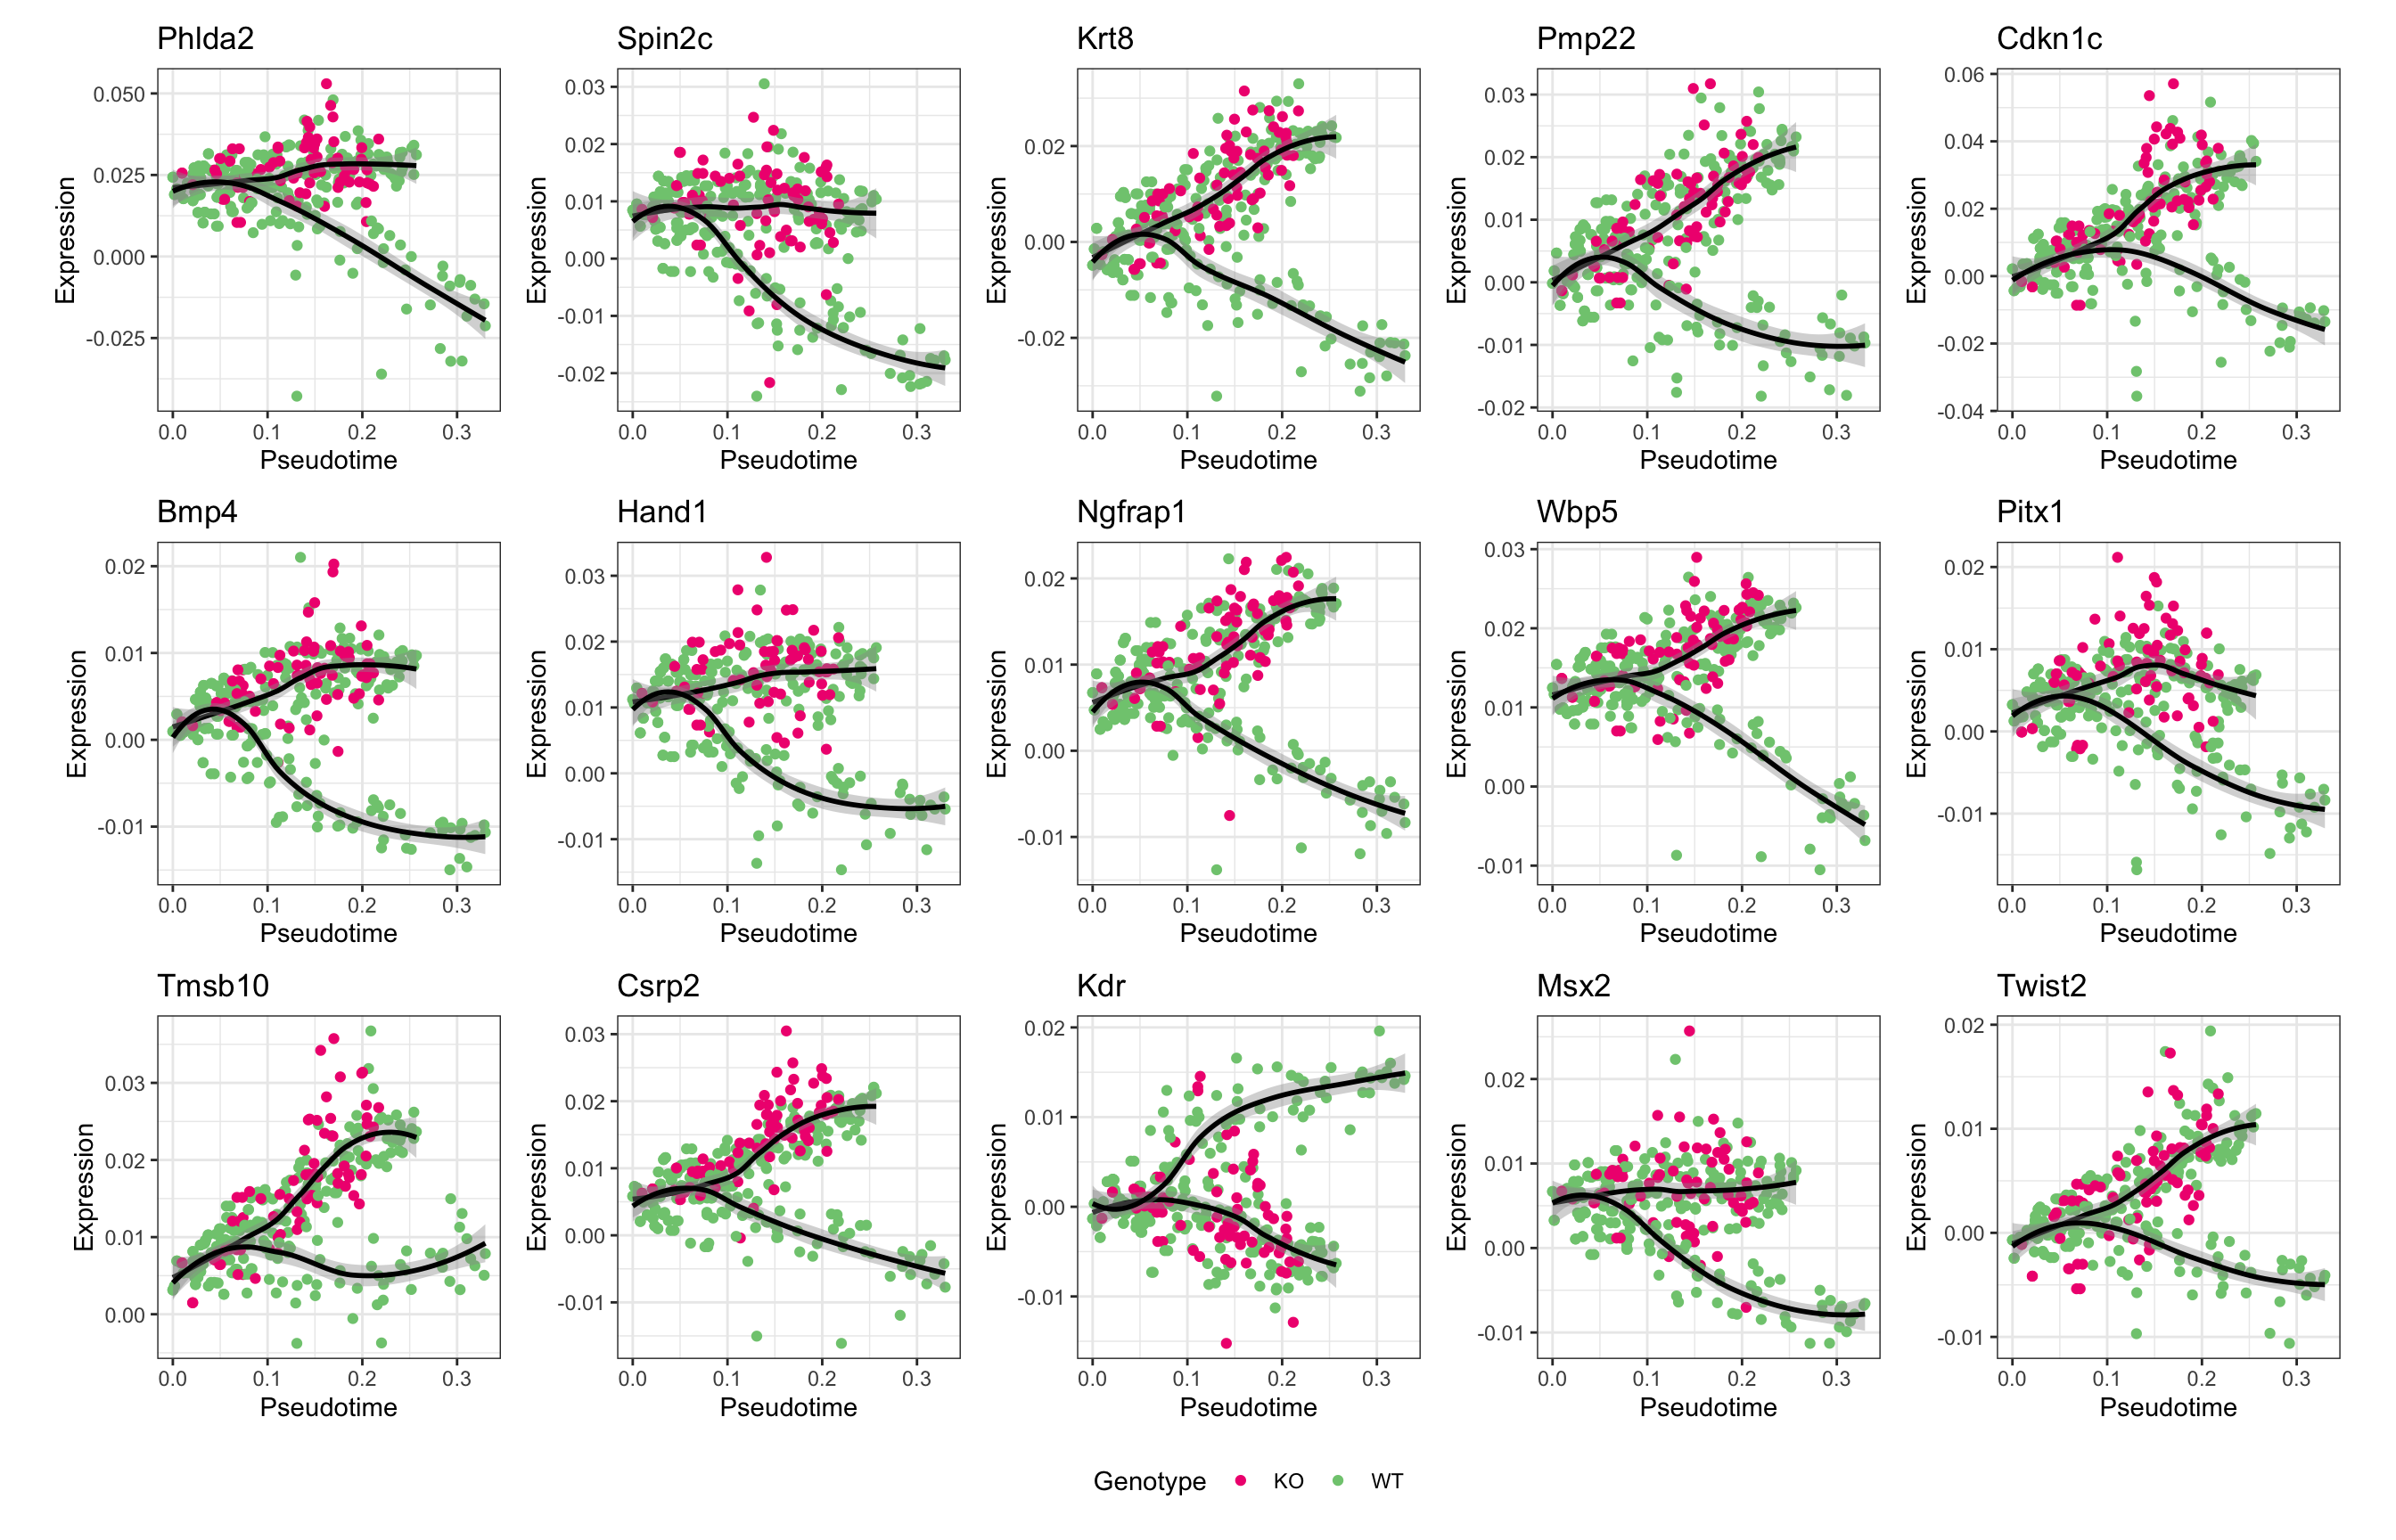 Phlda2 Spin2c Krt8 Pmp22 Cdkn1c
Expression
0.050
0.025
0.000
-0.025
0.0 0.1 0.2 0.3
Pseudotime
Expression
0.03
0.02
0.01
0.00
-0.01
-0.02
0.0 0.1 0.2 0.3
Pseudotime
Expression
0.02
0.00
-0.02
0.0 0.1 0.2 0.3
Pseudotime
Expression
0.03
0.02
0.01
0.00
-0.01
-0.02
0.0 0.1 0.2 0.3
Pseudotime
Expression
0.06
0.04
0.02
0.00
-0.02
-0.04
0.0 0.1 0.2 0.3
Pseudotime
Bmp4 Hand1 Ngfrap1 Wbp5 Pitx1
Expression
0.02
0.01
0.00
-0.01
0.0 0.1 0.2 0.3
Pseudotime
Expression
0.03
0.02
0.01
0.00
-0.01
0.0 0.1 0.2 0.3
Pseudotime
Expression
0.02
0.01
0.00
-0.01
0.0 0.1 0.2 0.3
Pseudotime
Expression
0.03
0.02
0.01
0.00
-0.01
0.0 0.1 0.2 0.3
Pseudotime
Expression
0.02
0.01
0.00
-0.01
0.0 0.1 0.2 0.3
Pseudotime
Tmsb10 Csrp2 Kdr Msx2 Twist2
Expression
0.03
0.02
0.01
0.00
0.0 0.1 0.2 0.3
Pseudotime
Expression
0.03
0.02
0.01
0.00
-0.01
0.0 0.1 0.2 0.3
Pseudotime
Expression
0.02
0.01
0.00
-0.01
0.0 0.1 0.2 0.3
Pseudotime
Expression
0.02
0.01
0.00
-0.01
0.0 0.1 0.2 0.3
Pseudotime
Expression
0.02
0.01
0.00
-0.01
0.0 0.1 0.2 0.3
Pseudotime
Genotype KO WT